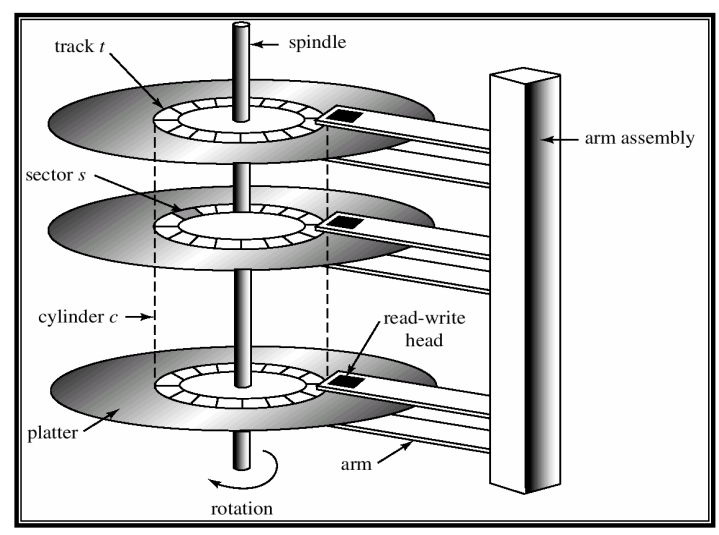 spindle
track t
arm assembly
sector s
cylinder c
read-write
head
platter
arm
rotation